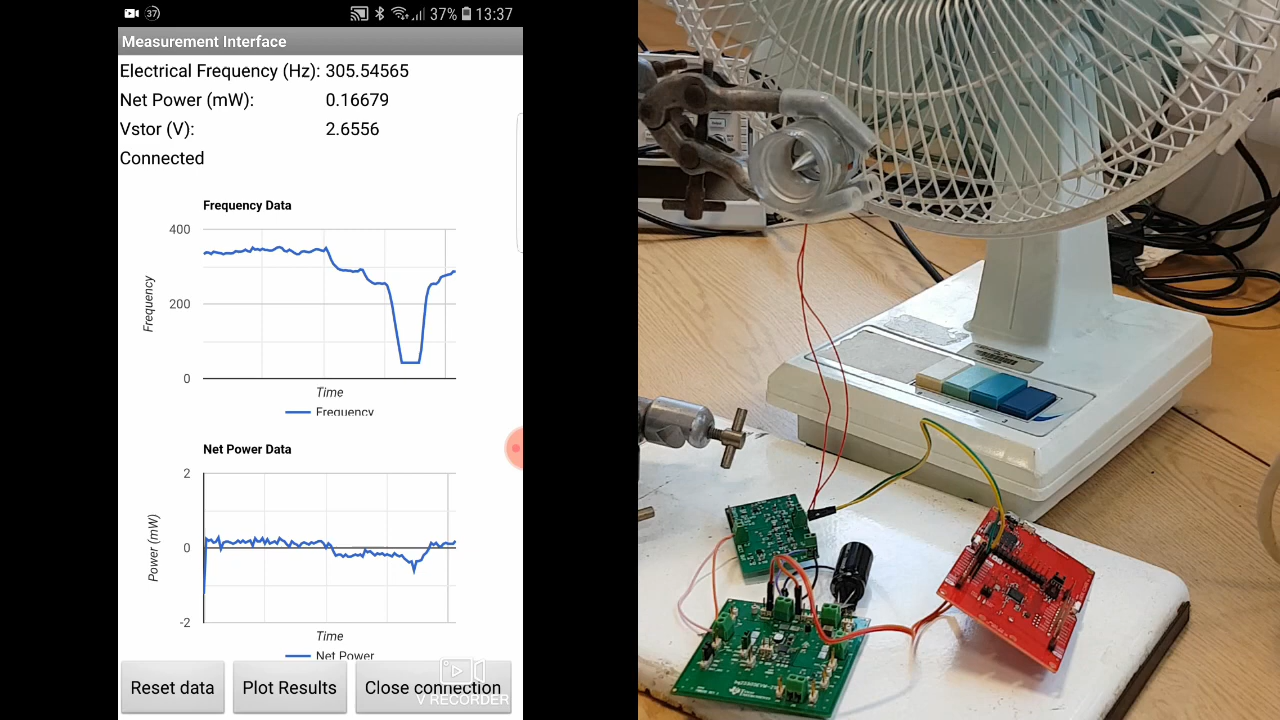 37 37% 13:37
Measurement Interface
Electrical Frequency (Hz): 305.54565
Net Power (mW): 0.16679
Vstor (V): 2.6556
Connected
Frequency Data
400
200
0
Frequency
Time
Frequency
Net Power Data
2
0
-2
Power (mW)
Time
Net Power
Reset data
Plot Results
Close connection
V RECORDER